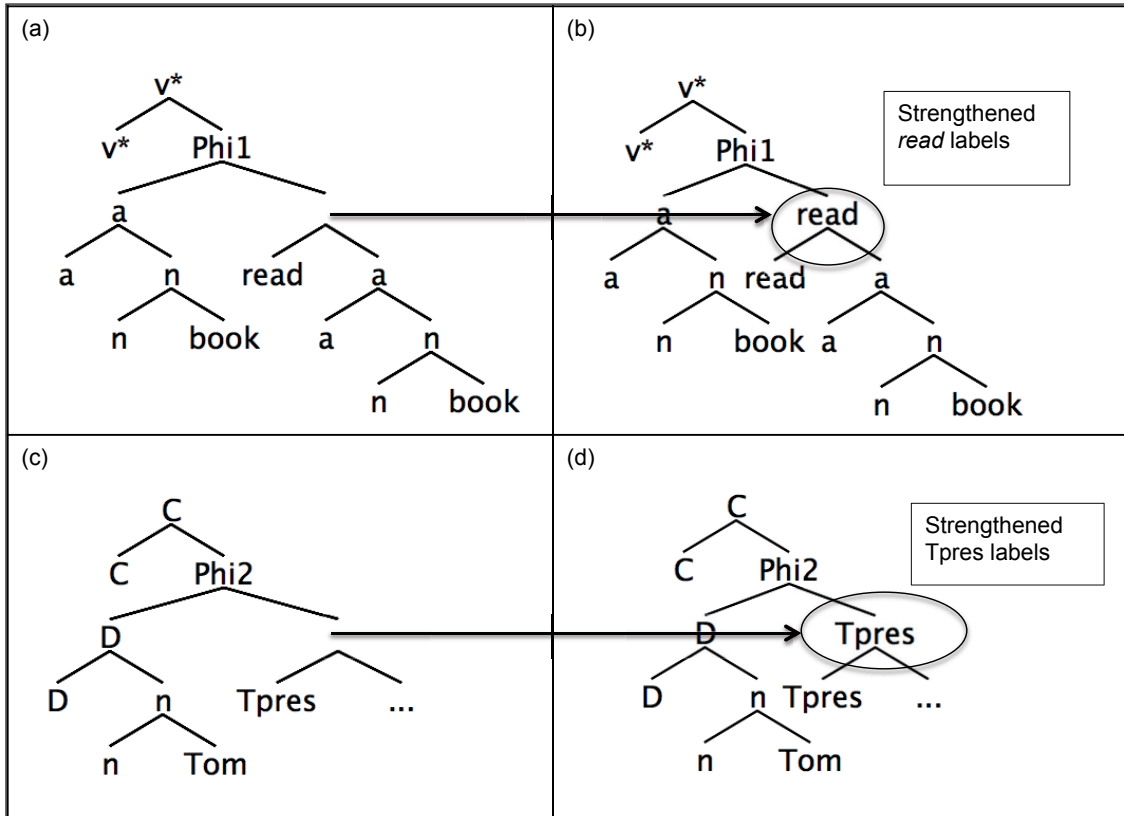 (a)
v*
v* Phi1
a
a n read a
n book a n
n book
(b)
v*
v* Phi1
a read
a n read a
n book a n
n book
Strengthened
read labels
(c)
C
C Phi2
D
D n Tpres ...
n Tom
(d)
C
C Phi2
D Tpres
D n Tpres ...
n Tom
Strengthened
Tpres labels